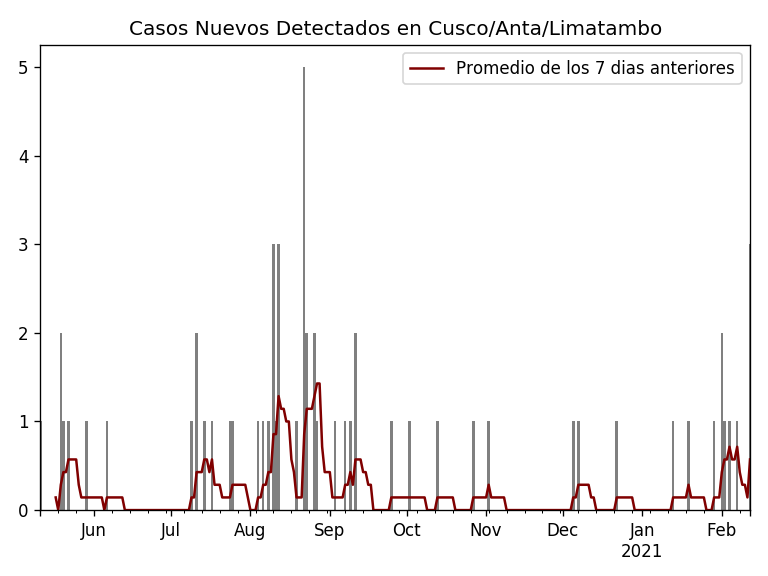 Casos Nuevos Detectados en Cusco/Anta/Limatambo
Promedio de los 7 dias anteriores
5
4
3
2
1
0
Jun Jul Aug Sep Oct Nov Dec Jan Feb
2021